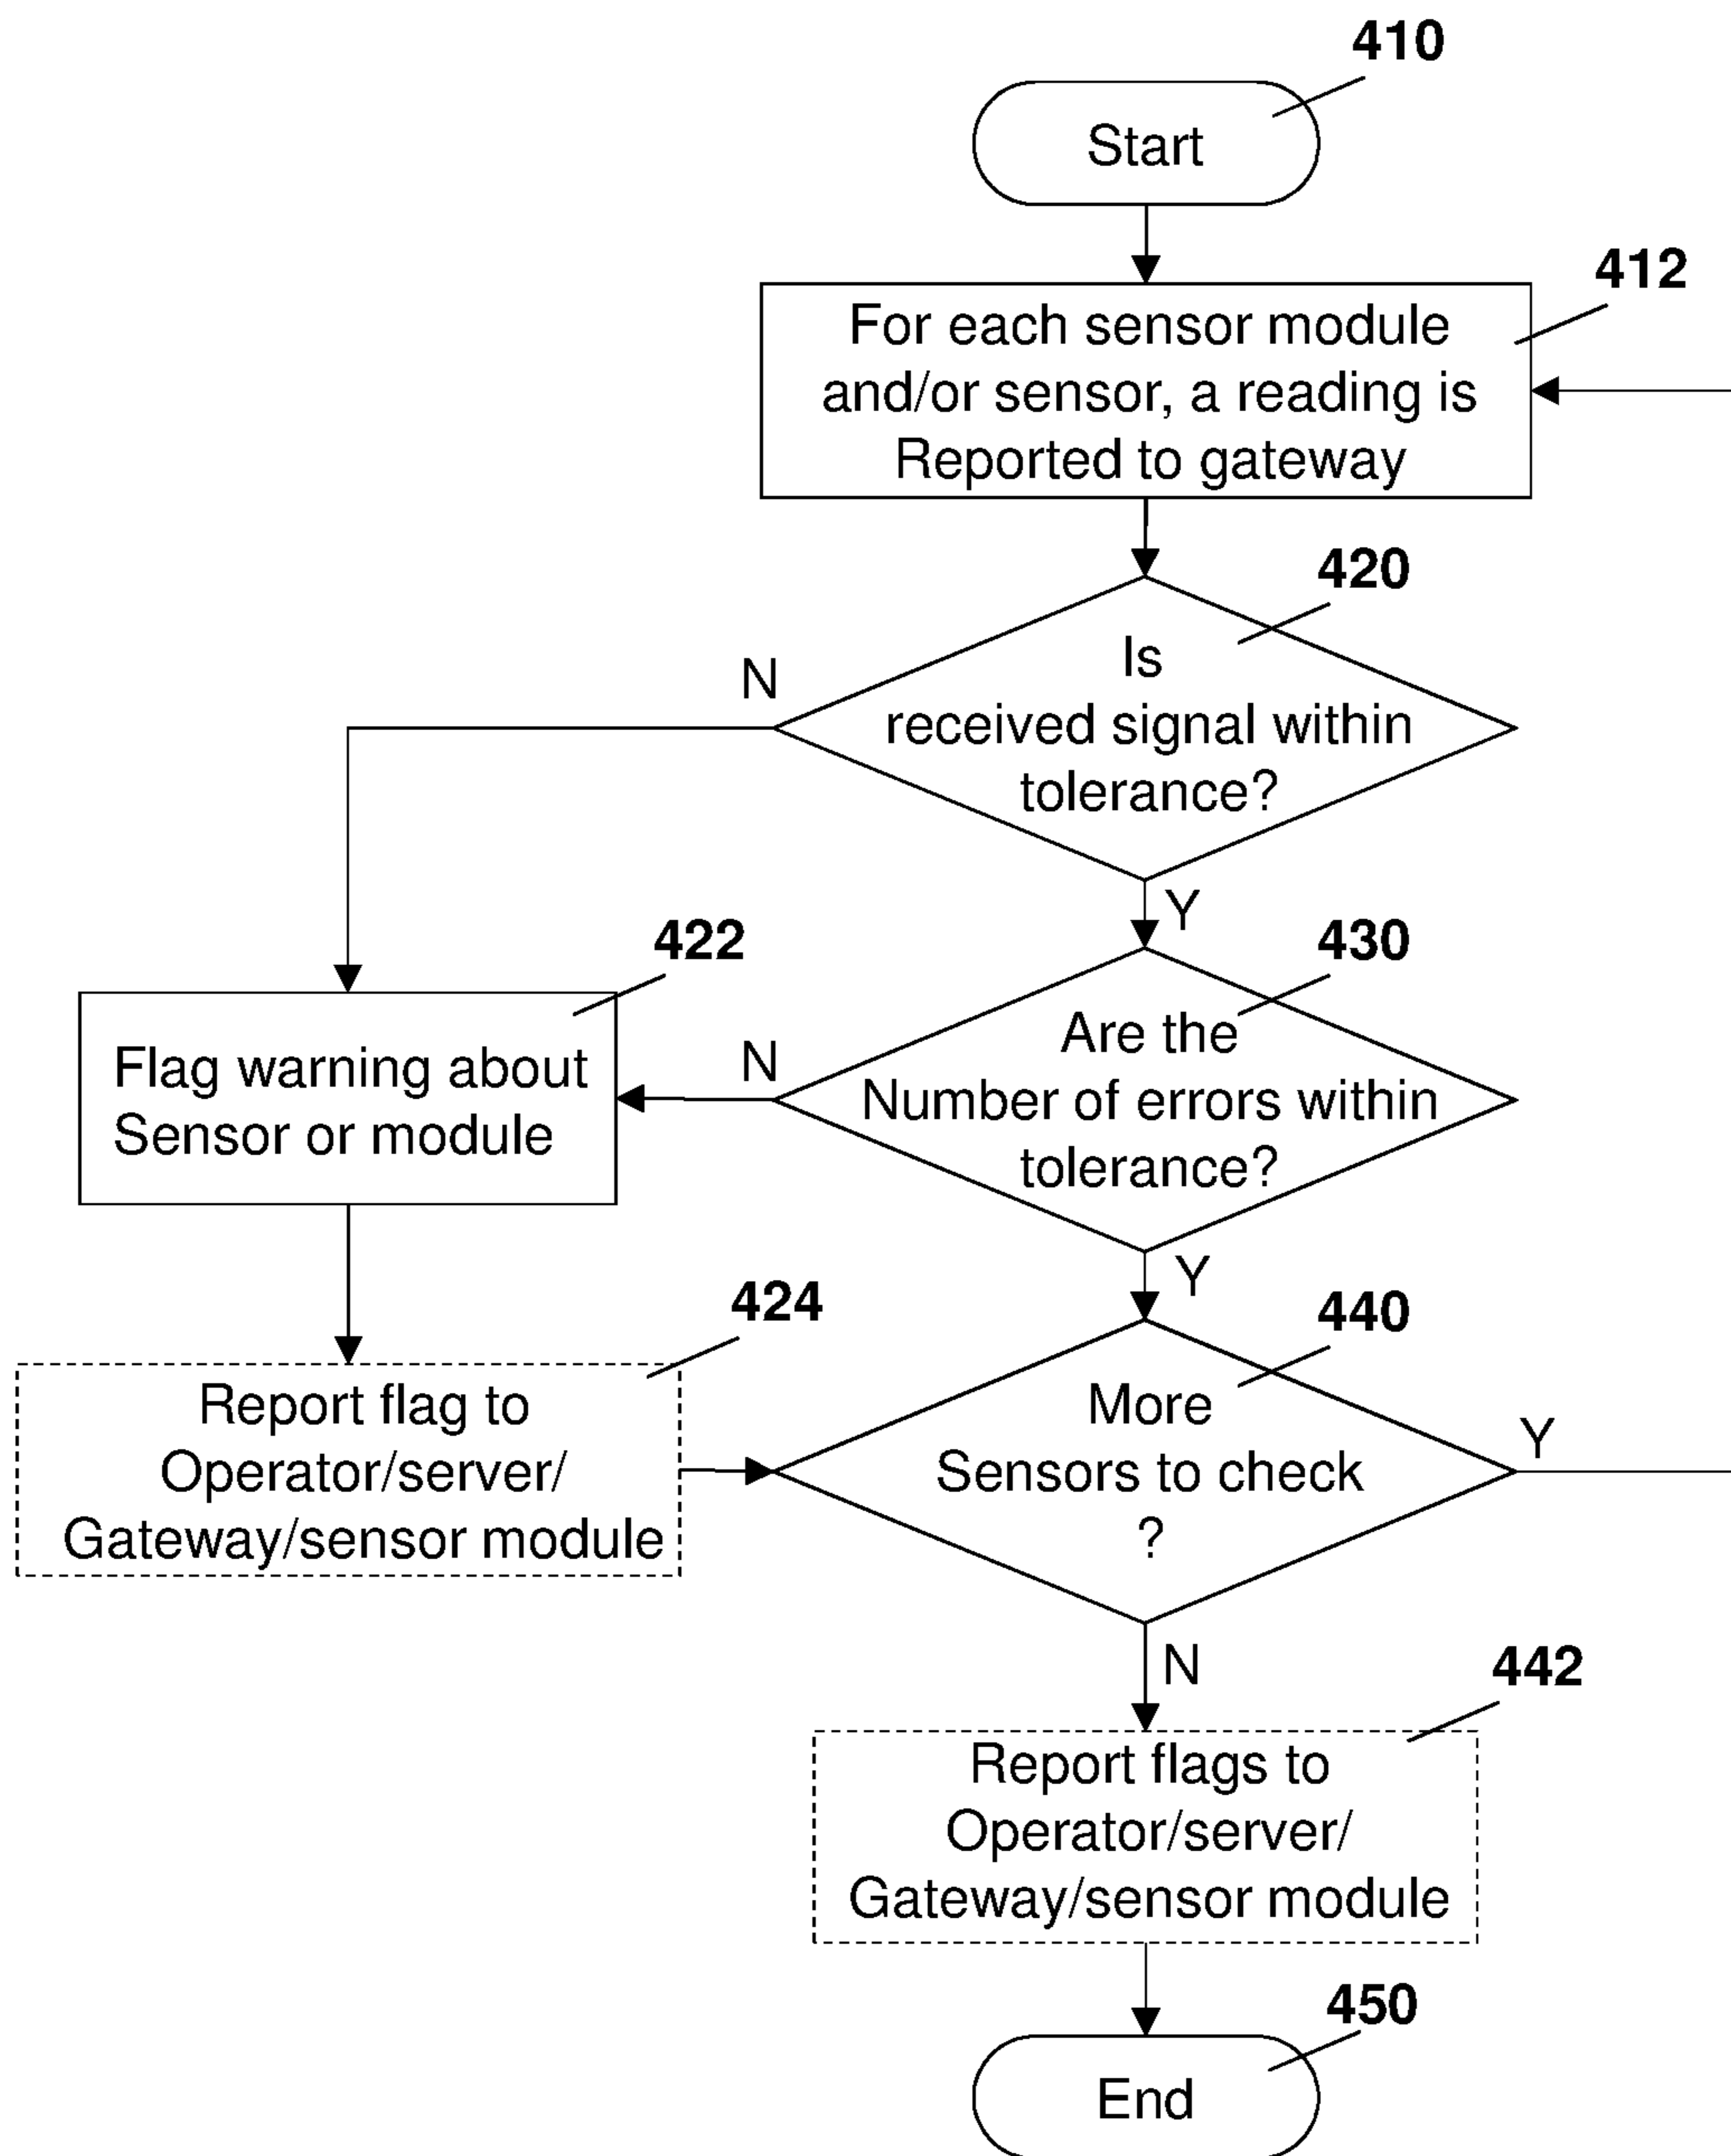 410
Start
412
For each sensor module
and/or sensor, a reading is
Reported to gateway
420
Is
received signal within
tolerance?
N
Y
422
Flag warning about
Sensor or module
430
Are the
Number of errors within
tolerance?
N
Y
424
Report flag to
Operator/server/
Gateway/sensor module
440
More
Sensors to check
?
Y
N
442
Report flags to
Operator/server/
Gateway/sensor module
450
End